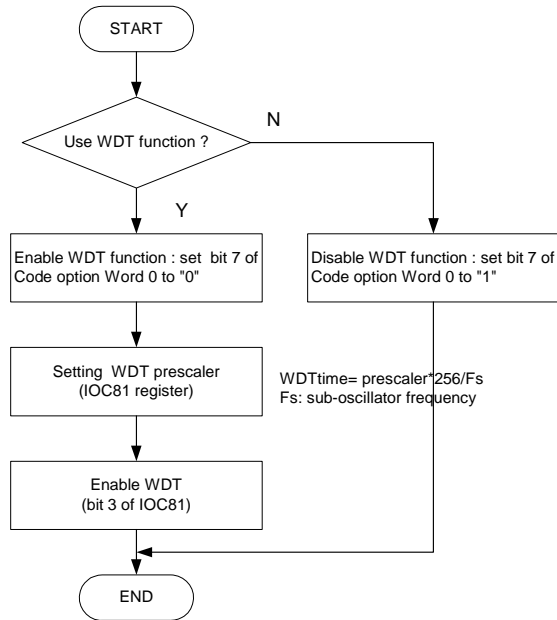 START
Use WDT function ?
N
Y
Enable WDT function : set bit 7 of
Code option Word 0 to "0"
Disable WDT function : set bit 7 of
Code option Word 0 to "1"
Setting WDT prescaler
(IOC81 register)
WDTtime= prescaler*256/Fs
Fs: sub-oscillator frequency
Enable WDT
(bit 3 of IOC81)
END